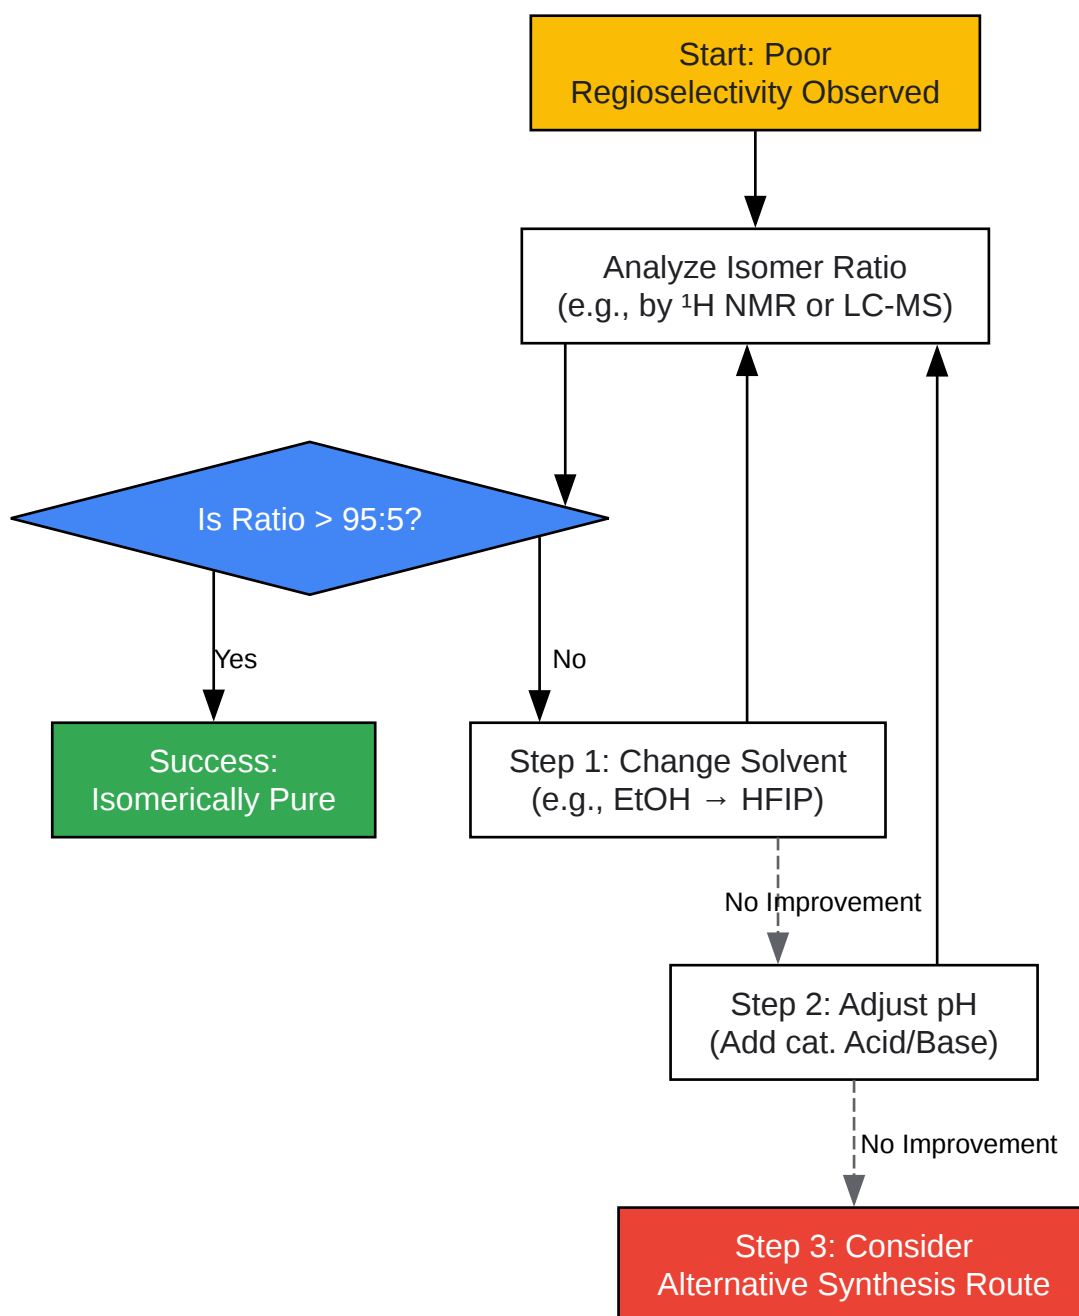 Start: Poor
Regioselectivity Observed
Analyze Isomer Ratio
(e.g., by ¹H NMR or LC-MS)
Is Ratio > 95:5?
Yes
No
Success:
Isomerically Pure
Step 1: Change Solvent
(e.g., EtOH → HFIP)
No Improvement
Step 2: Adjust pH
(Add cat. Acid/Base)
No Improvement
Step 3: Consider
Alternative Synthesis Route